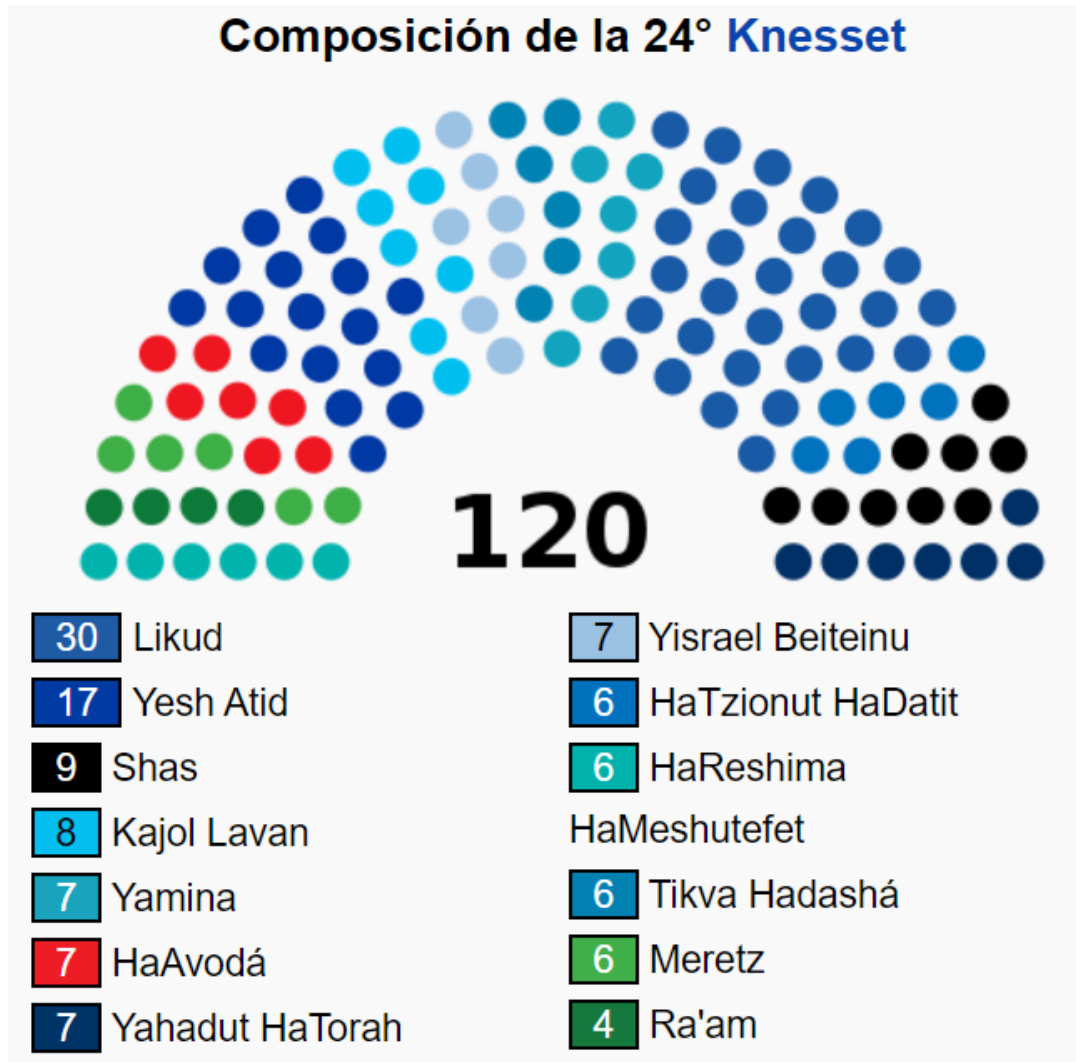 Composición de la 24° Knesset
120
30 Likud
17 Yesh Atid
9 Shas
8 Kajol Lavan
7 Yamina
7 HaAvodá
7 Yahadut HaTorah
7 Yisrael Beiteinu
6 HaTzionut HaDatit
6 HaReshima
HaMeshutefet
6 Tikva Hadashá
6 Meretz
4 Ra'am